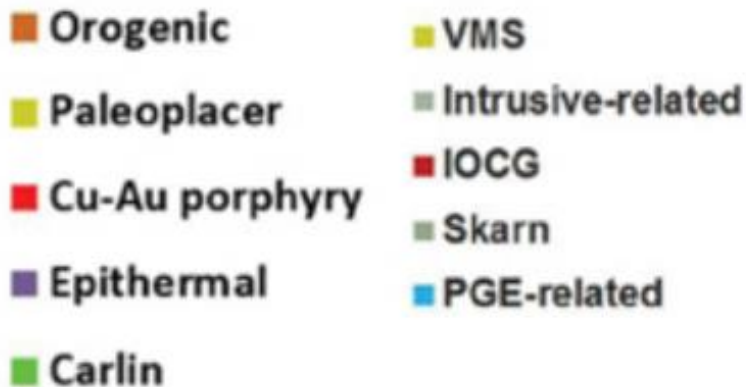 Orogenic
Paleoplacer
Cu-Au porphyry
Epithermal
Carlin
VMS
Intrusive-related
IOCG
Skarn
PGE-related